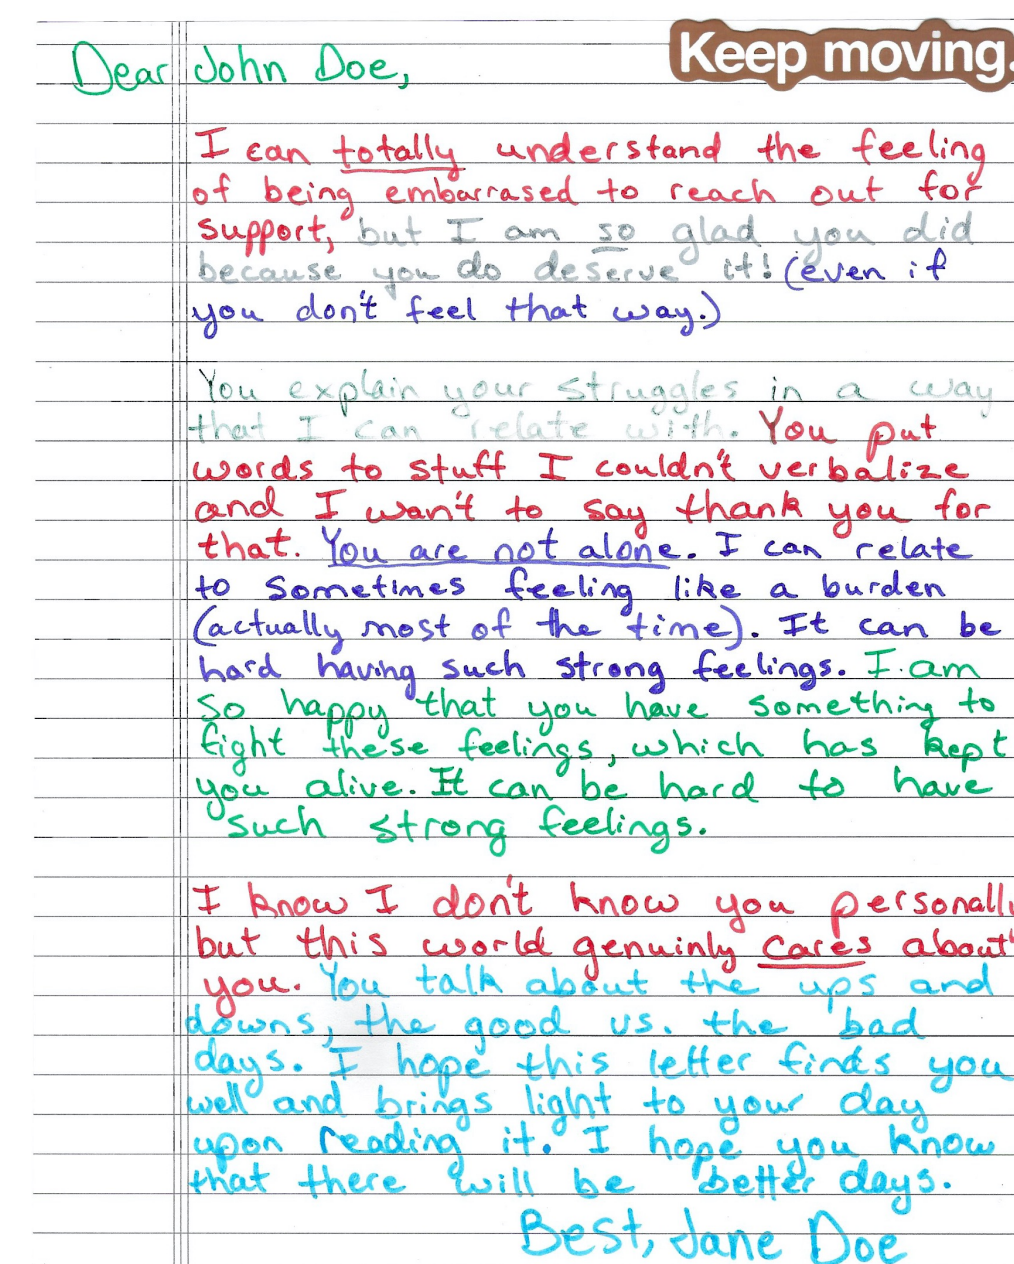 Keep moving.
Dear John Doe,
I can totally understand the feeling
of being embarrased to reach out for
support, but I am so glad you did
because you do deserve it! (even if
you don't feel that way.)
You explain your struggles in a way
that I can relate with. You put
words to stuff I couldn't verbalize
and I wan't to say thank you for
that. You are not alone. I can relate
to sometimes feeling like a burden
(actually most of the time). It can be
hard having such strong feelings. I am
so happy that you have something to
fight these feelings, which has kept
you alive. It can be hard to have
such strong feelings.
I know I don't know you personally
but this world genuinly cares about
you. You talk about the ups and
downs, the good vs. the bad
days. I hope this letter finds you
well and brings light to your day
upon reading it. I hope you know
that there will be better days.
Best, Jane Doe